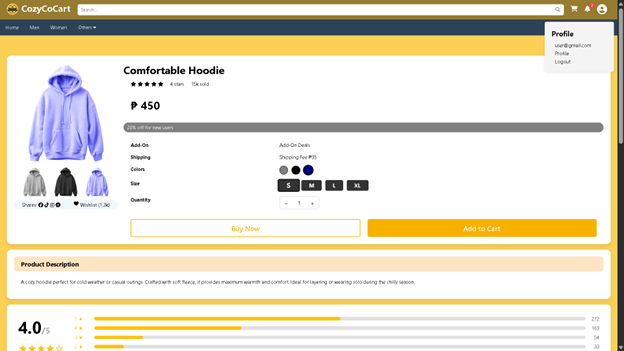 CozyCoCart
Search...
Home Men Women Others
Profile
user@gmail.com
Profile
Logout
Comfortable Hoodie
4 stars 15k sold
₱ 450
20% off for new users
Add-On Add-On Deals
Shipping Shipping Fee ₱35
Colors
Size S M L XL
Quantity − 1 +
Shares: Wishlist (1.3k)
Buy Now Add to Cart
Product Description
A cozy hoodie perfect for cold weather or casual outings. Crafted with soft fleece, it provides maximum warmth and comfort. Ideal for layering or wearing solo during the chilly season.
4.0/5
5 ★ 272
4 ★ 163
3 ★ 54
2 ★ 33